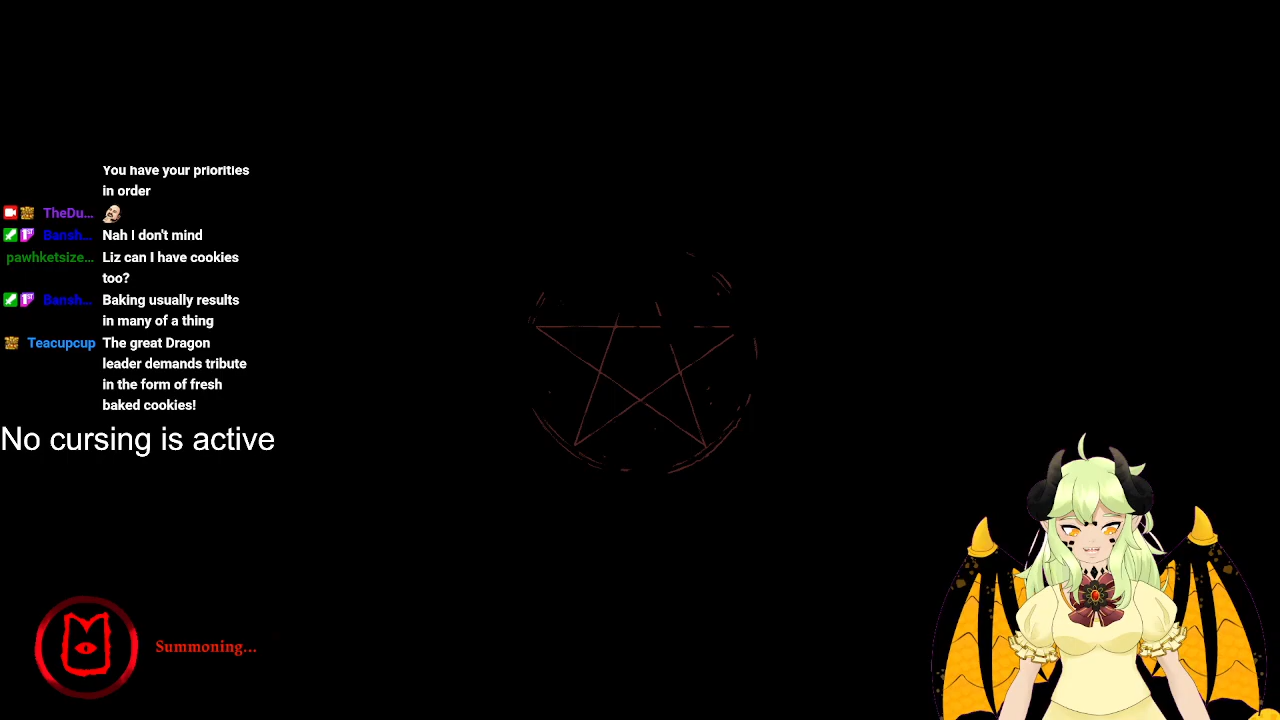 You have your priorities
in order
TheDu...
Bansh... Nah I don't mind
pawhketsize... Liz can I have cookies
too?
Bansh... Baking usually results
in many of a thing
Teacupcup The great Dragon
leader demands tribute
in the form of fresh
baked cookies!
No cursing is active
Summoning...